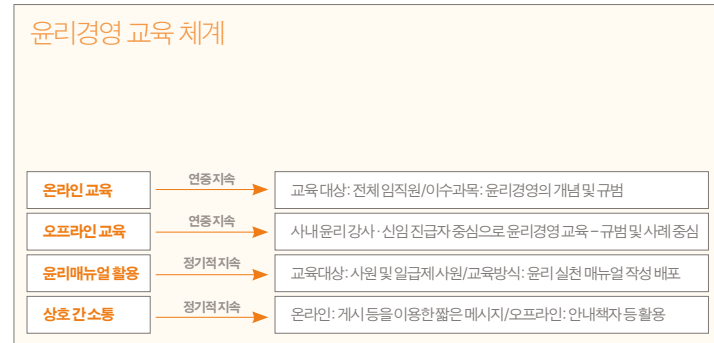 윤리경영 교육 체계
온라인 교육 연중 지속 교육 대상: 전체 임직원/이수과목: 윤리경영의 개념 및 규범
오프라인 교육 연중 지속 사내 윤리 강사·신임 진급자 중심으로 윤리경영 교육 – 규범 및 사례 중심
윤리매뉴얼 활용 정기적 지속 교육대상: 사원 및 일급제 사원/교육방식: 윤리 실천 매뉴얼 작성 배포
상호 간 소통 정기적 지속 온라인: 게시 등을 이용한 짧은 메시지/오프라인: 안내책자 등 활용